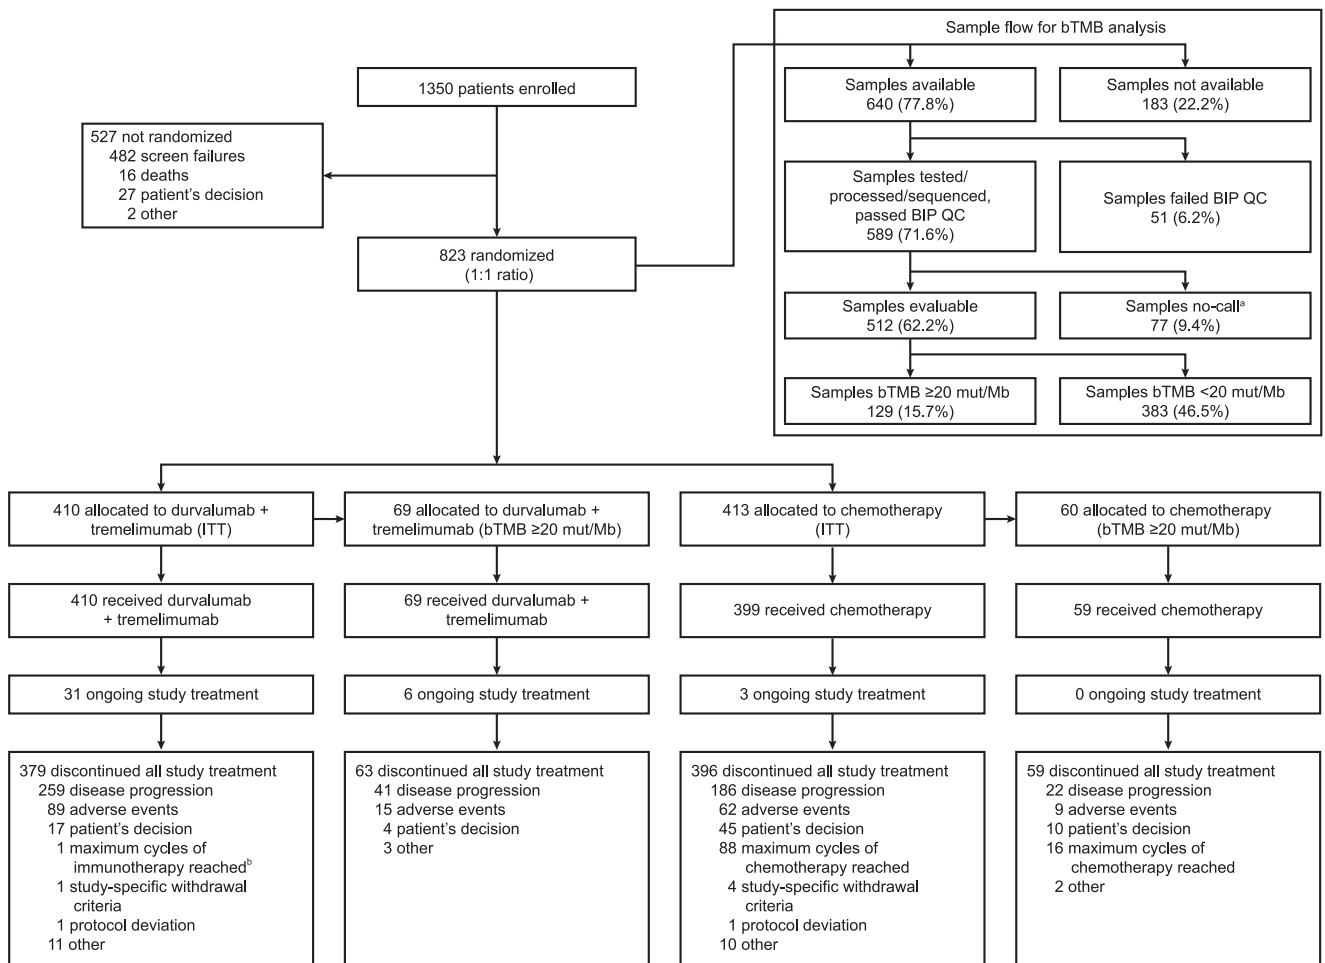 Sample flow for bTMB analysis
1350 patients enrolled
Samples available
640 (77.8%)
Samples not available
183 (22.2%)
527 not randomized
482 screen failures
16 deaths
27 patient's decision
2 other
Samples tested/
processed/sequenced,
passed BIP QC
589 (71.6%)
Samples failed BIP QC
51 (6.2%)
823 randomized
(1:1 ratio)
Samples evaluable
512 (62.2%)
Samples no-callᵃ
77 (9.4%)
Samples bTMB ≥20 mut/Mb
129 (15.7%)
Samples bTMB <20 mut/Mb
383 (46.5%)
410 allocated to durvalumab +
tremelimumab (ITT)
69 allocated to durvalumab +
tremelimumab (bTMB ≥20 mut/Mb)
413 allocated to chemotherapy
(ITT)
60 allocated to chemotherapy
(bTMB ≥20 mut/Mb)
410 received durvalumab
+ tremelimumab
69 received durvalumab +
tremelimumab
399 received chemotherapy
59 received chemotherapy
31 ongoing study treatment
6 ongoing study treatment
3 ongoing study treatment
0 ongoing study treatment
379 discontinued all study treatment
259 disease progression
89 adverse events
17 patient's decision
1 maximum cycles of
immunotherapy reachedᵇ
1 study-specific withdrawal
criteria
1 protocol deviation
11 other
63 discontinued all study treatment
41 disease progression
15 adverse events
4 patient's decision
3 other
396 discontinued all study treatment
186 disease progression
62 adverse events
45 patient's decision
88 maximum cycles of
chemotherapy reached
4 study-specific withdrawal
criteria
1 protocol deviation
10 other
59 discontinued all study treatment
22 disease progression
9 adverse events
10 patient's decision
16 maximum cycles of
chemotherapy reached
2 other